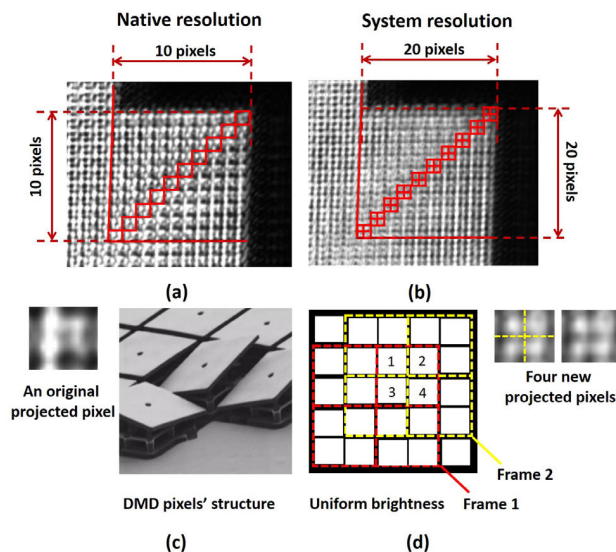 Native resolution
System resolution
10 pixels
20 pixels
10 pixels
20 pixels
(a)
(b)
An original
projected pixel
DMD pixels' structure
(c)
1 2
3 4
Uniform brightness
Frame 1
Frame 2
Four new
projected pixels
(d)